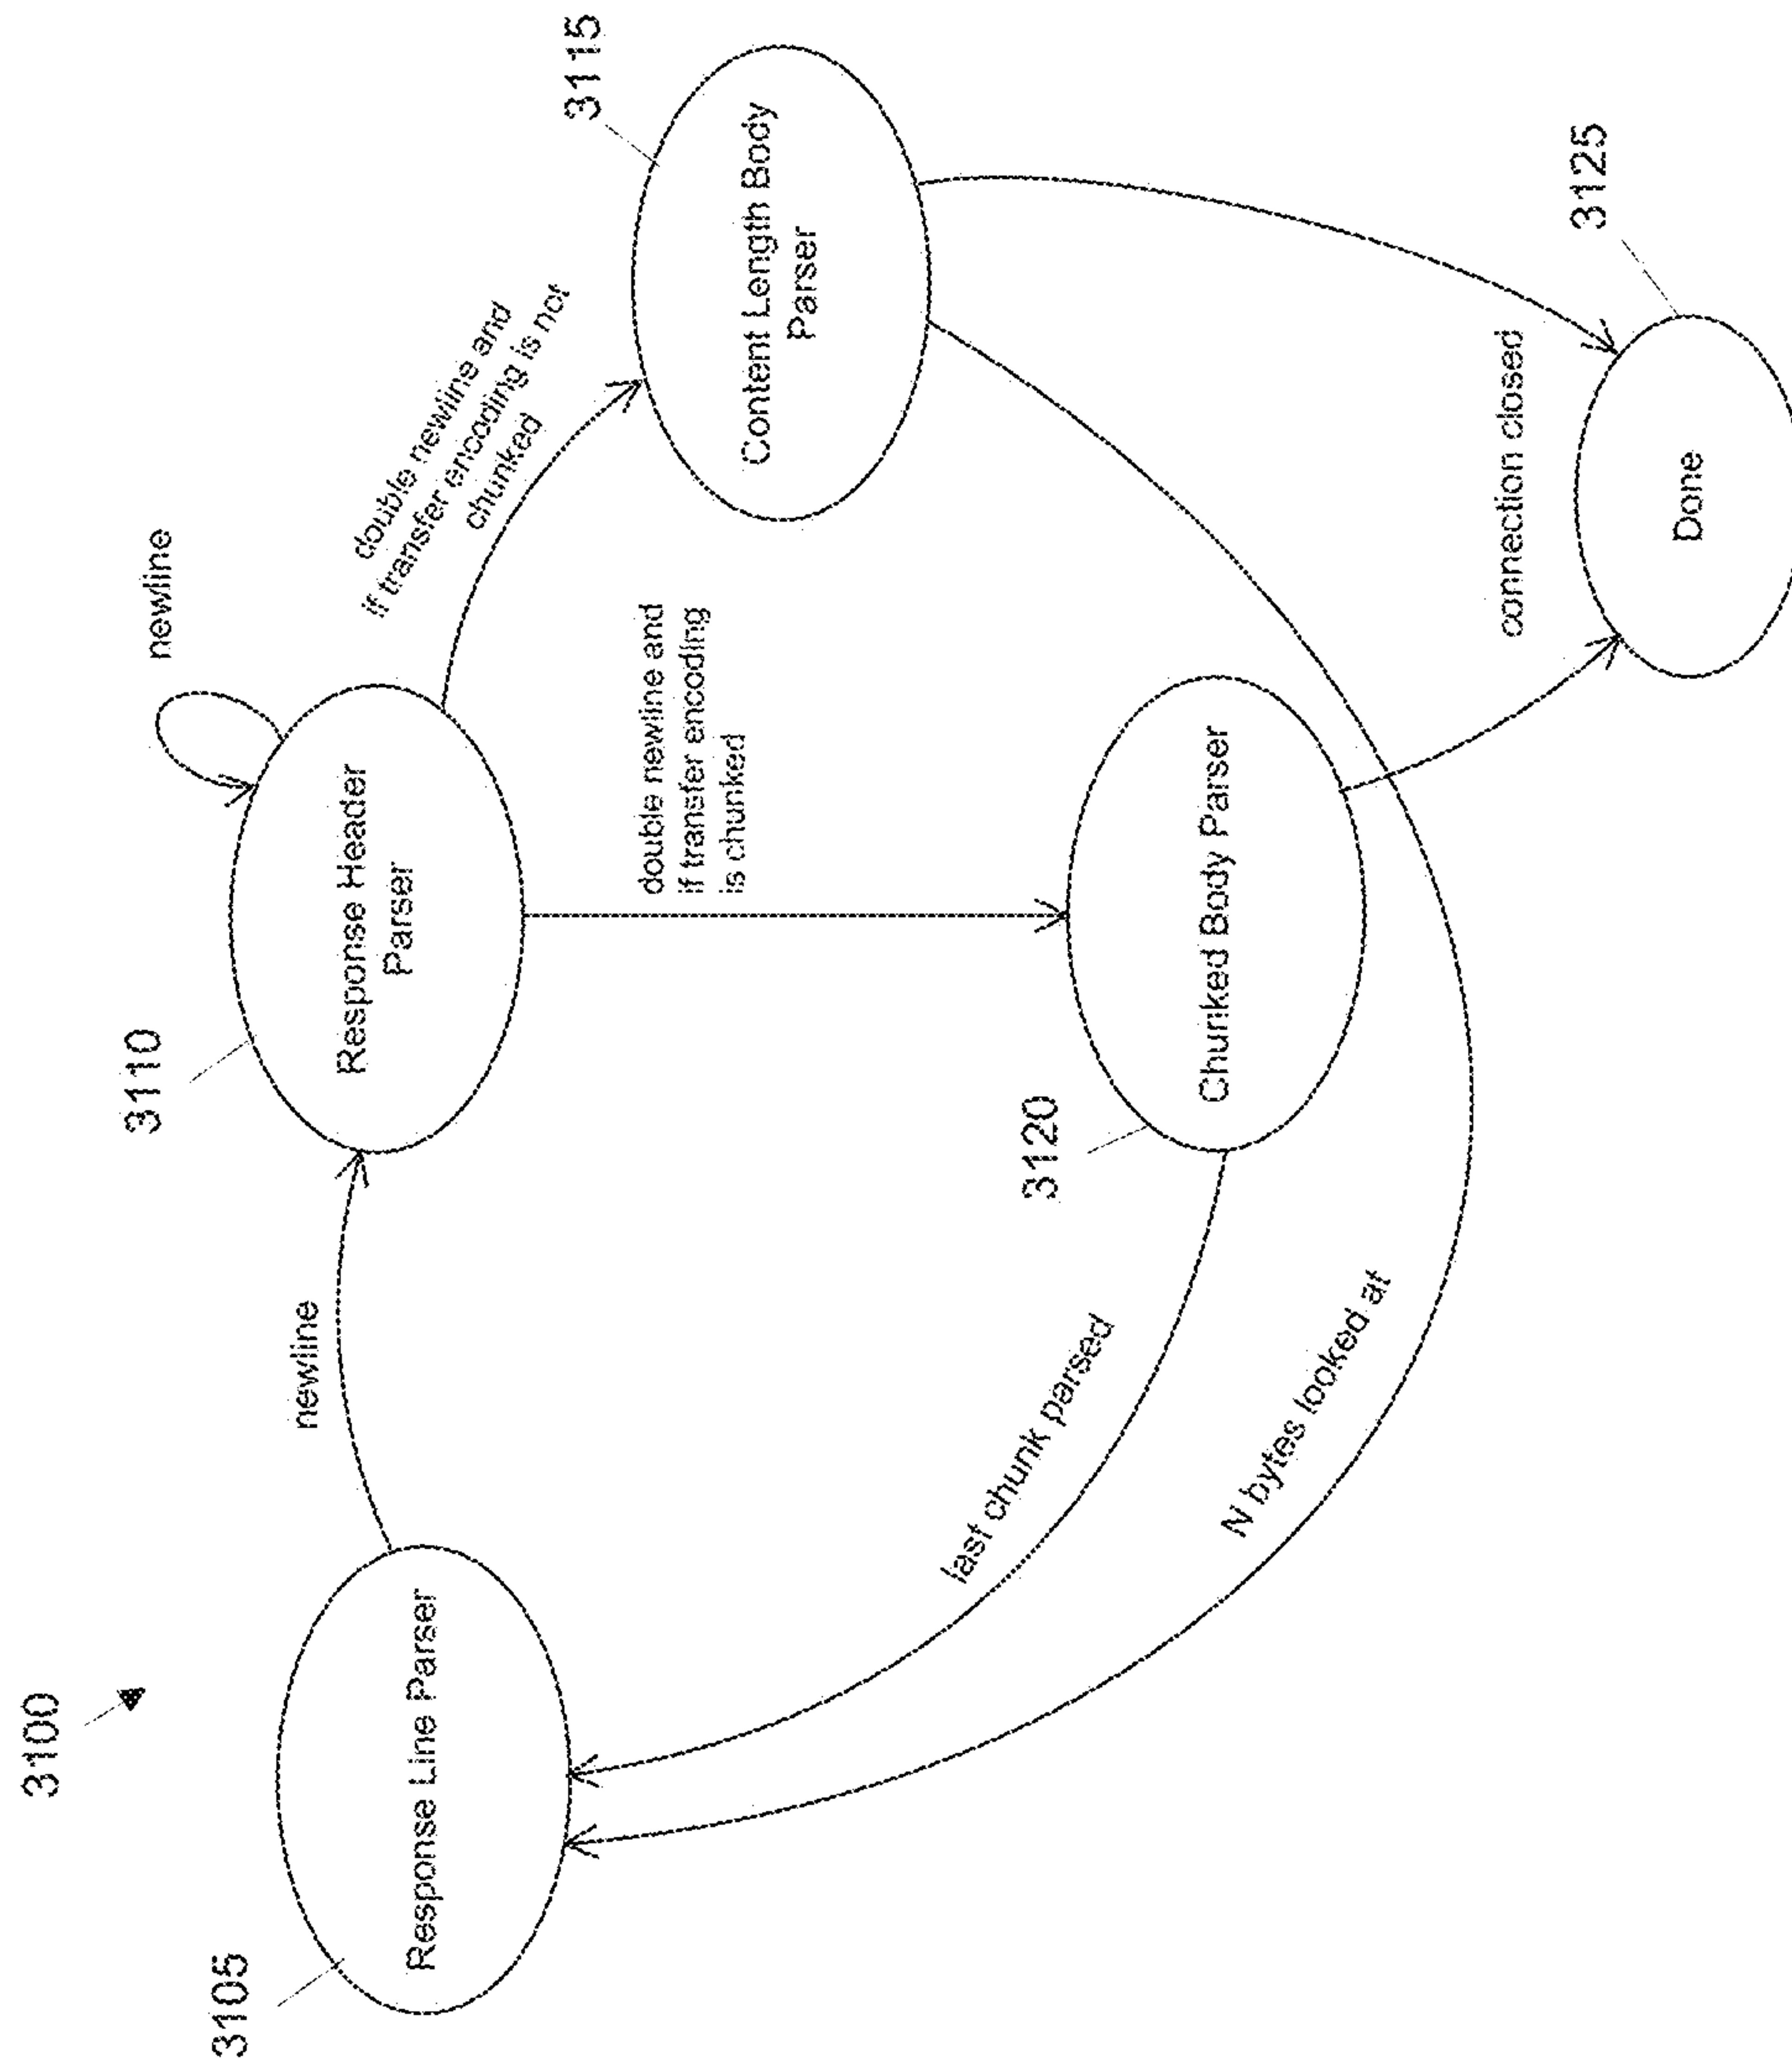 3100
3105
Response Line Parser
newline
3110
Response Header
Parser
newline
double newline and
if transfer encoding is not
chunked
double newline and
if transfer encoding
is chunked
3115
Content Length Body
Parser
3120
Chunked Body Parser
last chunk parsed
N bytes looked at
connection closed
3125
Done